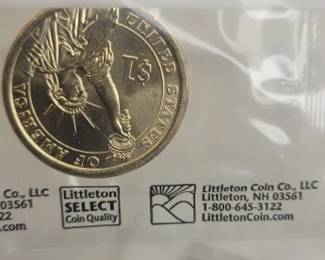 UNITED STATES OF AMERICA
$1
Co., LLC
03561
22
.com
Littleton
SELECT
Coin Quality
Littleton Coin Co., LLC
Littleton, NH 03561
1-800-645-3122
LittletonCoin.com